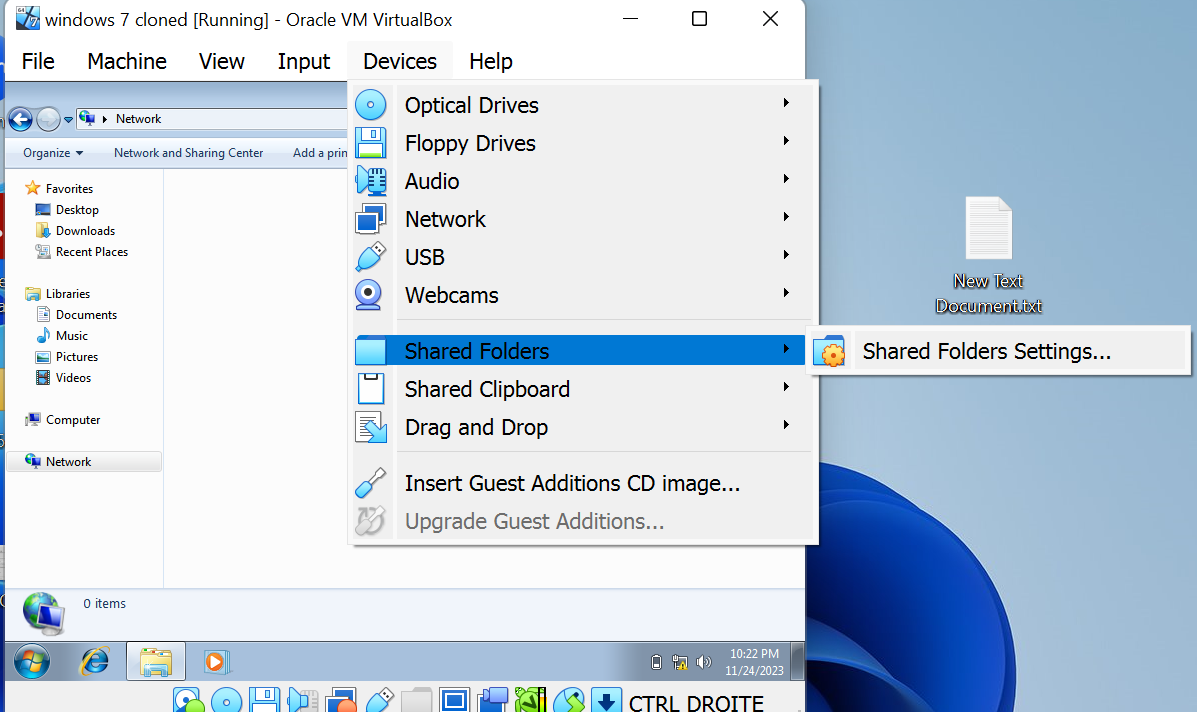 windows 7 cloned [Running] - Oracle VM VirtualBox
File Machine View Input Devices Help
Network
Organize Network and Sharing Center Add a prin
Favorites
Desktop
Downloads
Recent Places
Libraries
Documents
Music
Pictures
Videos
Computer
Network
0 items
Optical Drives
Floppy Drives
Audio
Network
USB
Webcams
Shared Folders
Shared Clipboard
Drag and Drop
Insert Guest Additions CD image...
Upgrade Guest Additions...
Shared Folders Settings...
New Text
Document.txt
10:22 PM
11/24/2023
CTRL DROITE